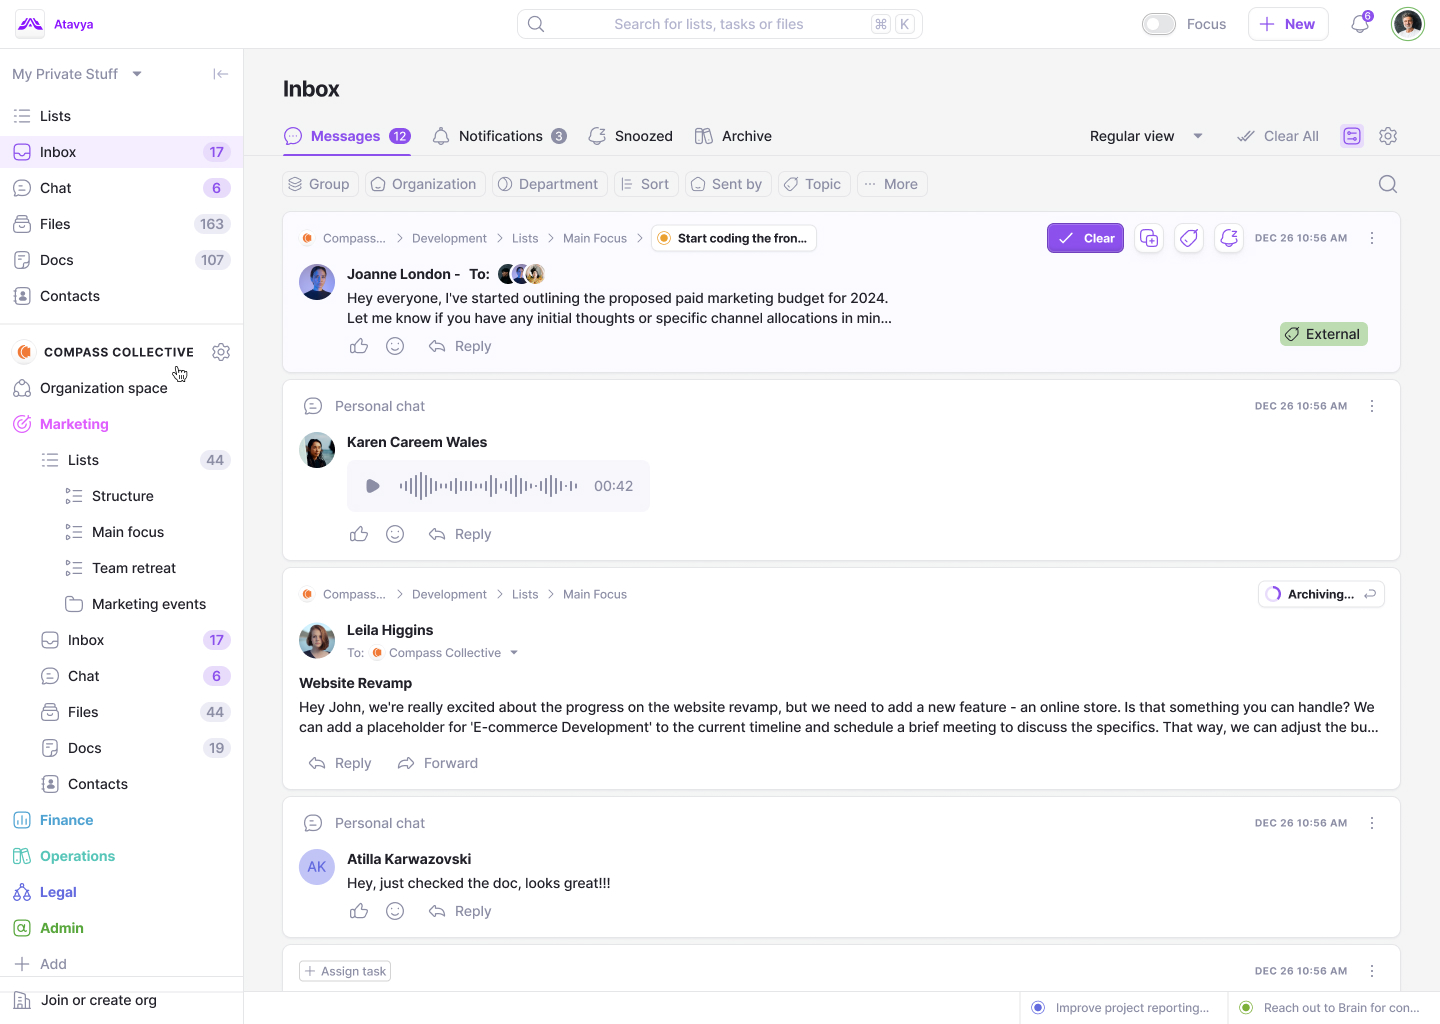 Atavya
Search for lists, tasks or files
⌘ K
Focus
New
6
My Private Stuff
Lists
Inbox 17
Chat 6
Files 163
Docs 107
Contacts
COMPASS COLLECTIVE
Organization space
Marketing
Lists 44
Structure
Main focus
Team retreat
Marketing events
Inbox 17
Chat 6
Files 44
Docs 19
Contacts
Finance
Operations
Legal
Admin
Add
Join or create org
Inbox
Messages 12
Notifications 3
Snoozed
Archive
Regular view
Clear All
Group
Organization
Department
Sort
Sent by
Topic
More
Compass... Development Lists Main Focus Start coding the fron...
Clear
DEC 26 10:56 AM
Joanne London - To:
Hey everyone, I've started outlining the proposed paid marketing budget for 2024.
Let me know if you have any initial thoughts or specific channel allocations in min...
External
Reply
Personal chat
DEC 26 10:56 AM
Karen Careem Wales
00:42
Reply
Compass... Development Lists Main Focus
Archiving...
Leila Higgins
To: Compass Collective
Website Revamp
Hey John, we're really excited about the progress on the website revamp, but we need to add a new feature - an online store. Is that something you can handle? We
can add a placeholder for 'E-commerce Development' to the current timeline and schedule a brief meeting to discuss the specifics. That way, we can adjust the bu...
Reply Forward
Personal chat
DEC 26 10:56 AM
AK
Atilla Karwazovski
Hey, just checked the doc, looks great!!!
Reply
Assign task
DEC 26 10:56 AM
Improve project reporting...
Reach out to Brain for con...